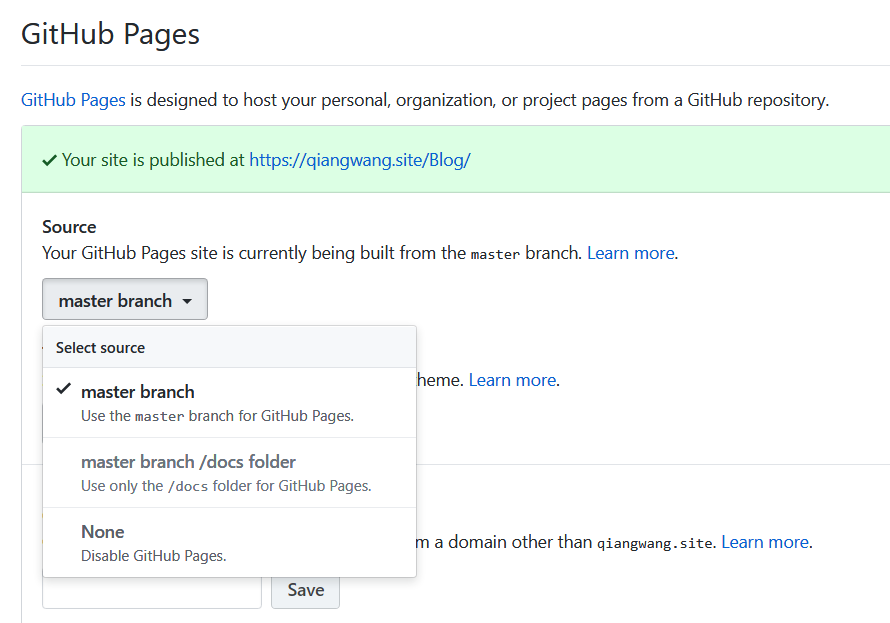 GitHub Pages
GitHub Pages is designed to host your personal, organization, or project pages from a GitHub repository.
Your site is published at https://qiangwang.site/Blog/
Source
Your GitHub Pages site is currently being built from the master branch. Learn more.
master branch
Select source
heme. Learn more.
master branch
Use the master branch for GitHub Pages.
master branch /docs folder
Use only the /docs folder for GitHub Pages.
None
m a domain other than qiangwang.site. Learn more.
Disable GitHub Pages.
Save